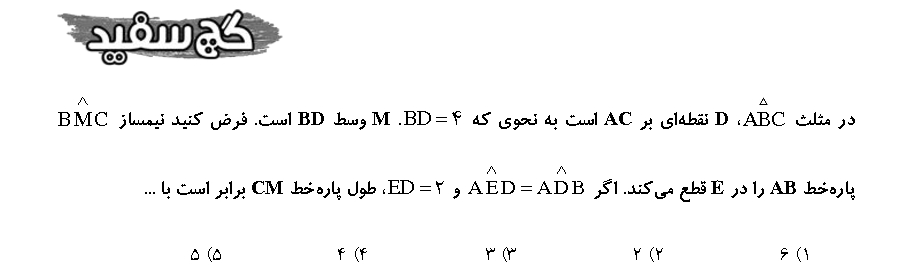 گچ سفید
در مثلث ABC، D نقطه‌ای بر AC است به نحوی که BD = ۴. M وسط BD است. فرض کنید نیمساز BMC
پاره‌خط AB را در E قطع می‌کند. اگر AED = ADB و ED = ۲، طول پاره‌خط CM برابر است با ...
۱) ۶ ۲) ۲ ۳) ۳ ۴) ۴ ۵) ۵